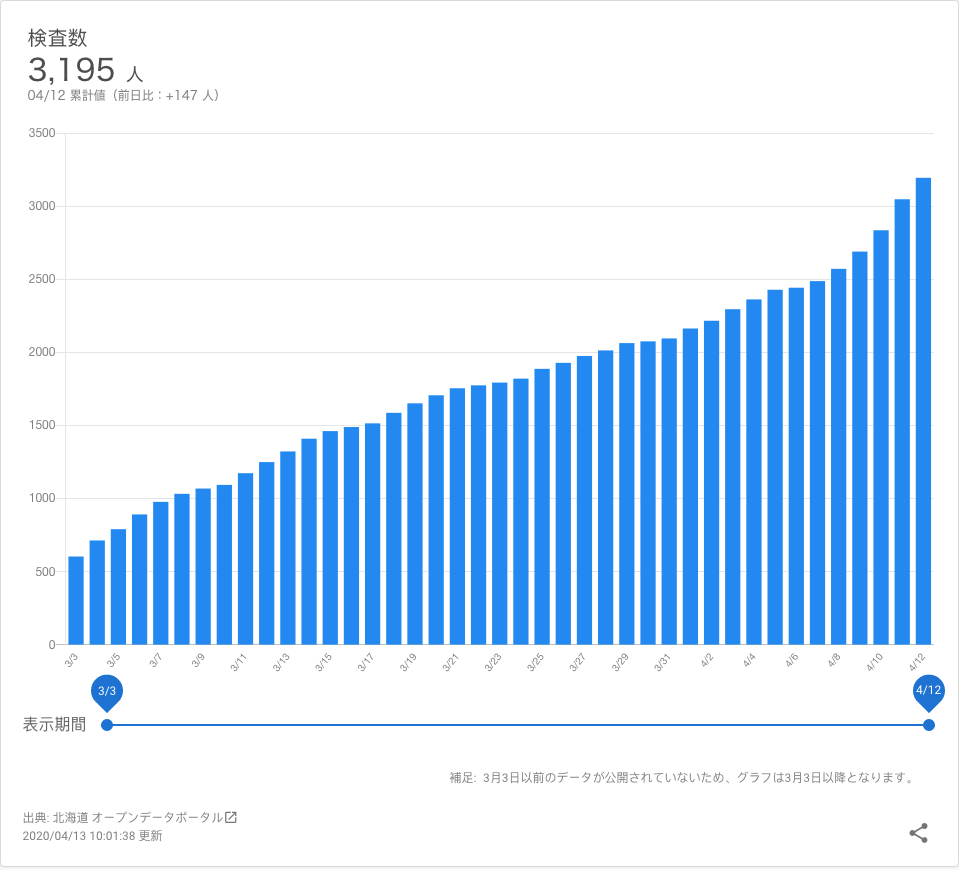 検査数
3,195 人
04/12 累計値（前日比：+147 人）
3500
3000
2500
2000
1500
1000
500
0
3/3 3/5 3/7 3/9 3/11 3/13 3/15 3/17 3/19 3/21 3/23 3/25 3/27 3/29 3/31 4/2 4/4 4/6 4/8 4/10 4/12
3/3 4/12
表示期間
補足: 3月3日以前のデータが公開されていないため、グラフは3月3日以降となります。
出典: 北海道 オープンデータポータル
2020/04/13 10:01:38 更新